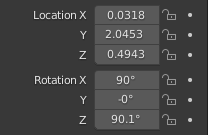 Location X 0.0318
Y 2.0453
Z 0.4943
Rotation X 90°
Y -0°
Z 90.1°